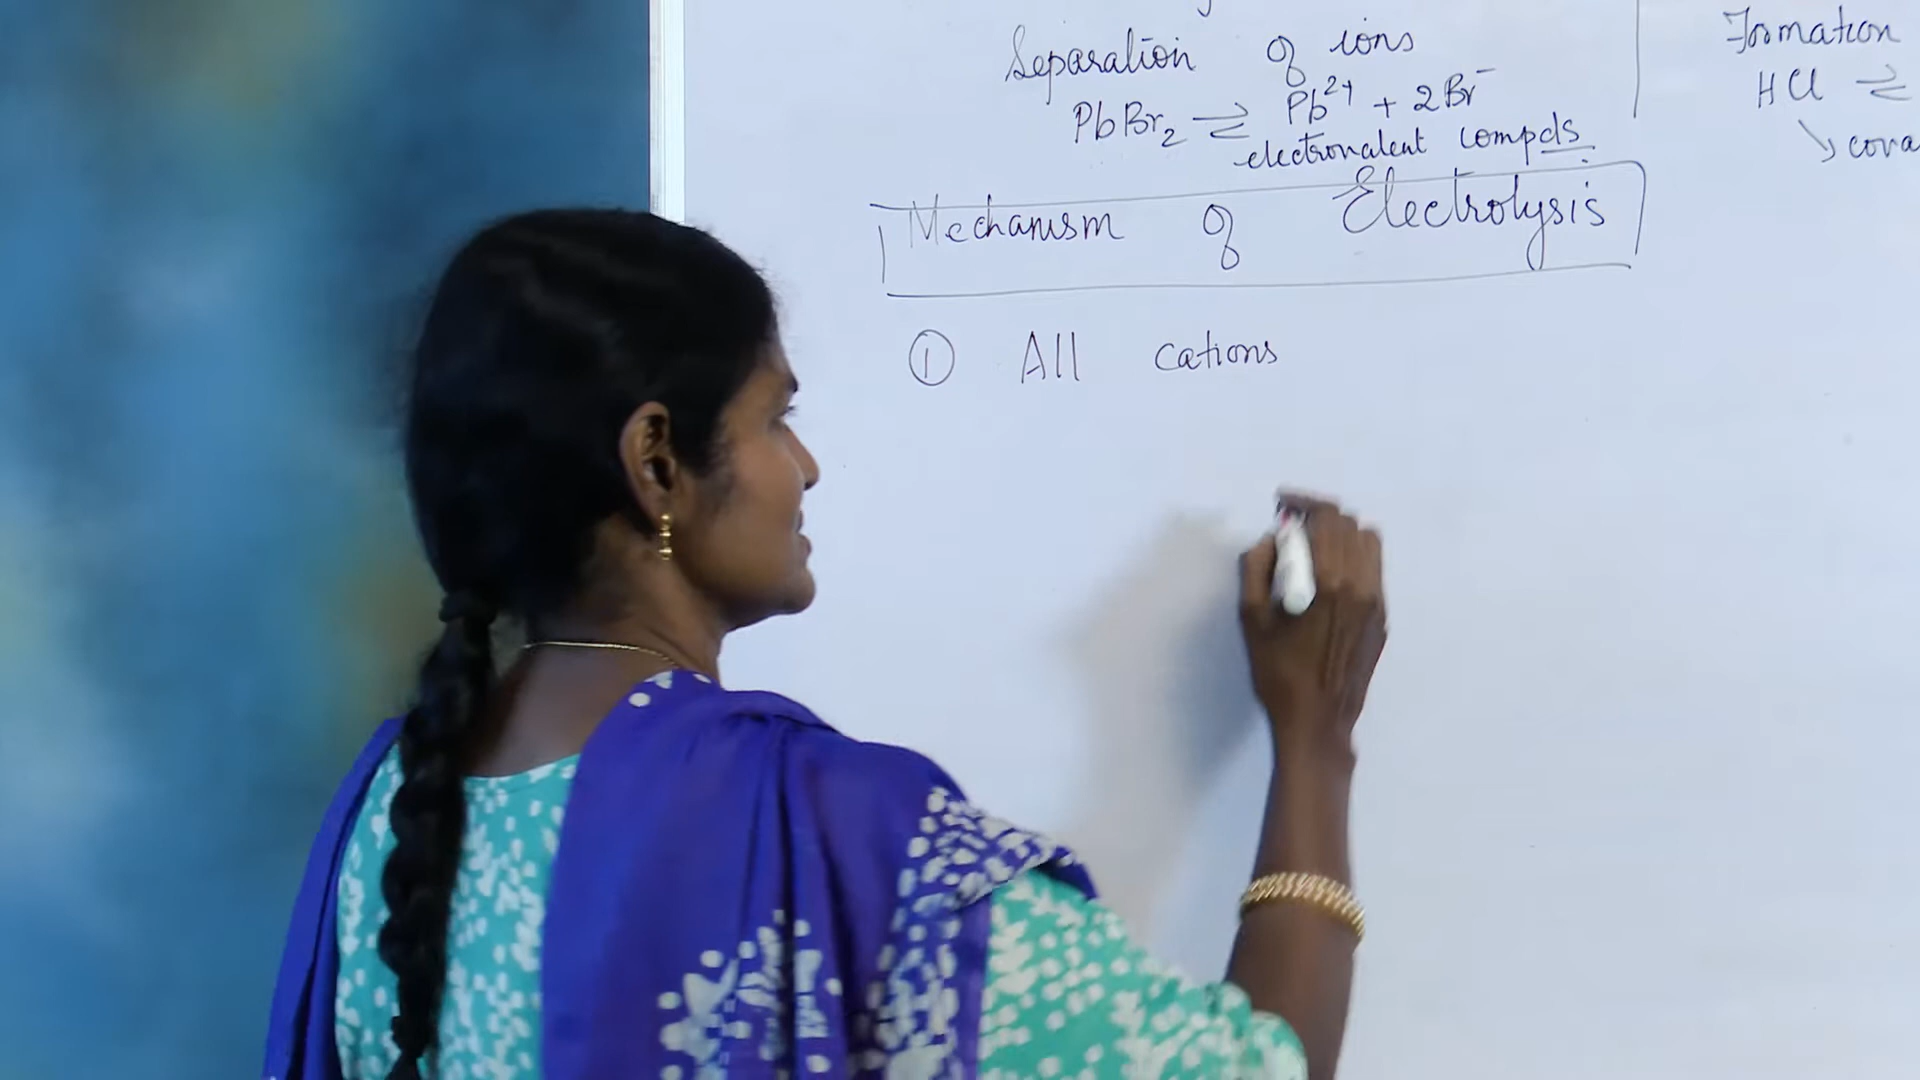 Separation of ions
PbBr₂ ⇌ Pb²⁺ + 2Br⁻
electrovalent compds.
Mechanism of Electrolysis
① All cations
Formation
HCl ⇌
↘ cova